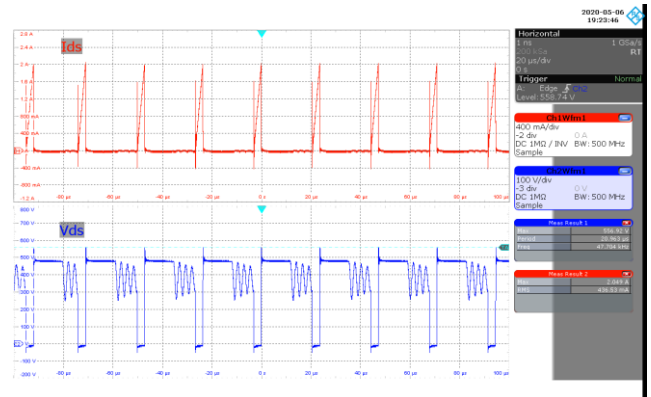 2020-05-06
19:23:46
Horizontal
1 ns 1 GSa/s
200 kSa RT
20 µs/div
0 s
Trigger Normal
A: Edge Ch2
Level: 558.74 V
Ch1Wfm1
400 mA/div
-2 div 0 A
DC 1MΩ / INV BW: 500 MHz
Sample
Ch2Wfm1
100 V/div
-3 div 0 V
DC 1MΩ BW: 500 MHz
Sample
Meas Result 1
Max 556.92 V
Period 20.963 µs
Freq 47.704 kHz
Meas Result 2
Max 2.049 A
RMS 436.53 mA
2.8 A
Ids
2.4 A
2 A
1.6 A
1.2 A
800 mA
400 mA
-400 mA
-800 mA
-1.2 A
-80 µs -60 µs -40 µs -20 µs 0 s 20 µs 40 µs 60 µs 80 µs 100 µs
800 V
700 V
Vds
600 V
500 V
400 V
300 V
200 V
100 V
-100 V
-200 V
-80 µs -60 µs -40 µs -20 µs 0 s 20 µs 40 µs 60 µs 80 µs 100 µs